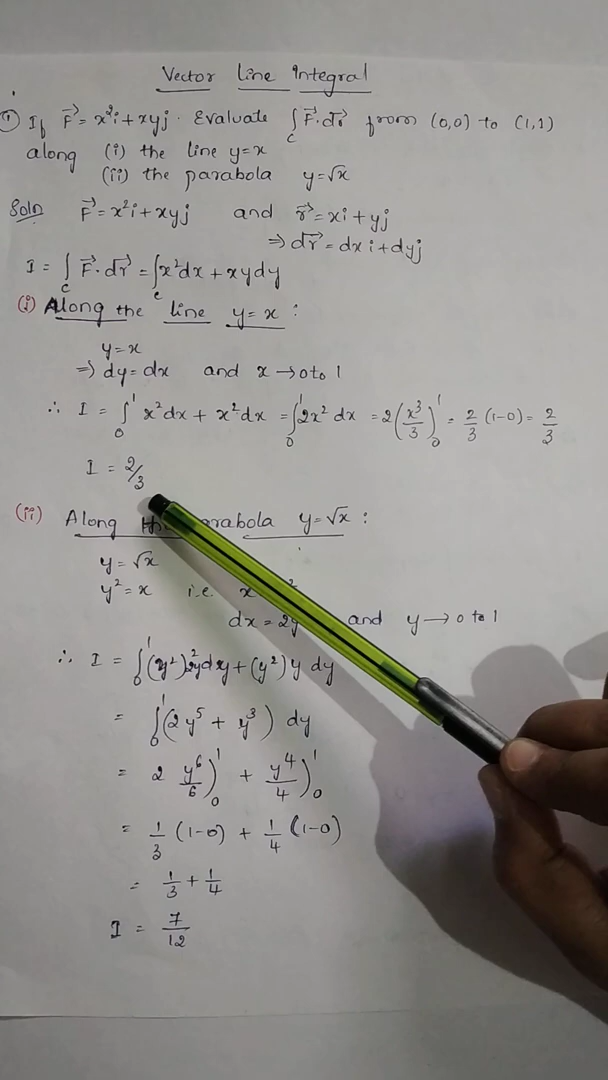 Vector Line Integral
① If F⃗ = x²i + xyj. Evaluate ∫_C F⃗·dr⃗ from (0,0) to (1,1)
along (i) the line y=x
(ii) the parabola y=√x
Soln F⃗ = x²i + xyj and r⃗ = xi + yj
⇒ dr⃗ = dx i + dy j
I = ∫_C F⃗·dr⃗ = ∫_C x²dx + xydy
(i) Along the line y=x :
y=x
⇒ dy = dx and x → 0 to 1
∴ I = ∫₀¹ x²dx + x²dx = ∫₀¹ 2x² dx = 2(x³/3)₀¹ = 2/3 (1-0) = 2/3
I = 2/3
(ii) Along the parabola y=√x :
y = √x
y² = x i.e. x
dx = 2y and y → 0 to 1
∴ I = ∫₀¹ (y²)² 2y dy + (y²) y dy
= ∫₀¹ (2y⁵ + y³) dy
= 2 y⁶/6)₀¹ + y⁴/4)₀¹
= 1/3 (1-0) + 1/4 (1-0)
= 1/3 + 1/4
I = 7/12